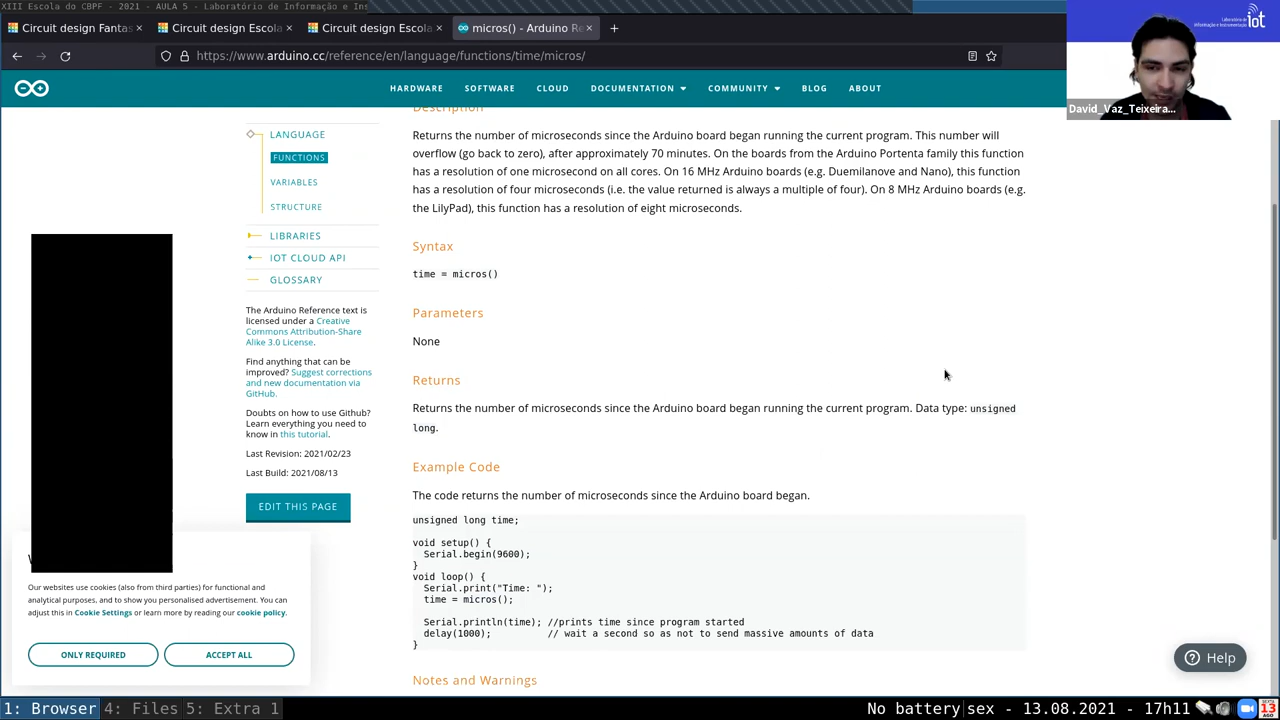 XII Escola do CBPF - 2021 - AULA 5 - Laboratório de Informação e Ins
Circuit design Fantas
Circuit design Escola
Circuit design Escola
micros() - Arduino Re
https://www.arduino.cc/reference/en/language/functions/time/micros/
HARDWARE SOFTWARE CLOUD DOCUMENTATION COMMUNITY BLOG ABOUT
iot
David_Vaz_Teixeira...
LANGUAGE
FUNCTIONS
VARIABLES
STRUCTURE
LIBRARIES
IOT CLOUD API
GLOSSARY
The Arduino Reference text is
licensed under a Creative
Commons Attribution-Share
Alike 3.0 License.
Find anything that can be
improved? Suggest corrections
and new documentation via
GitHub.
Doubts on how to use Github?
Learn everything you need to
know in this tutorial.
Last Revision: 2021/02/23
Last Build: 2021/08/13
EDIT THIS PAGE
Description
Returns the number of microseconds since the Arduino board began running the current program. This number will
overflow (go back to zero), after approximately 70 minutes. On the boards from the Arduino Portenta family this function
has a resolution of one microsecond on all cores. On 16 MHz Arduino boards (e.g. Duemilanove and Nano), this function
has a resolution of four microseconds (i.e. the value returned is always a multiple of four). On 8 MHz Arduino boards (e.g.
the LilyPad), this function has a resolution of eight microseconds.
Syntax
time = micros()
Parameters
None
Returns
Returns the number of microseconds since the Arduino board began running the current program. Data type: unsigned
long.
Example Code
The code returns the number of microseconds since the Arduino board began.
unsigned long time;
void setup() {
Serial.begin(9600);
}
void loop() {
Serial.print("Time: ");
time = micros();
Serial.println(time); //prints time since program started
delay(1000); // wait a second so as not to send massive amounts of data
}
Notes and Warnings
Our websites use cookies (also from third parties) for functional and
analytical purposes, and to show you personalised advertisement. You can
adjust this in Cookie Settings or learn more by reading our cookie policy.
ONLY REQUIRED
ACCEPT ALL
Help
1: Browser 4: Files 5: Extra 1
No battery sex - 13.08.2021 - 17h11
13